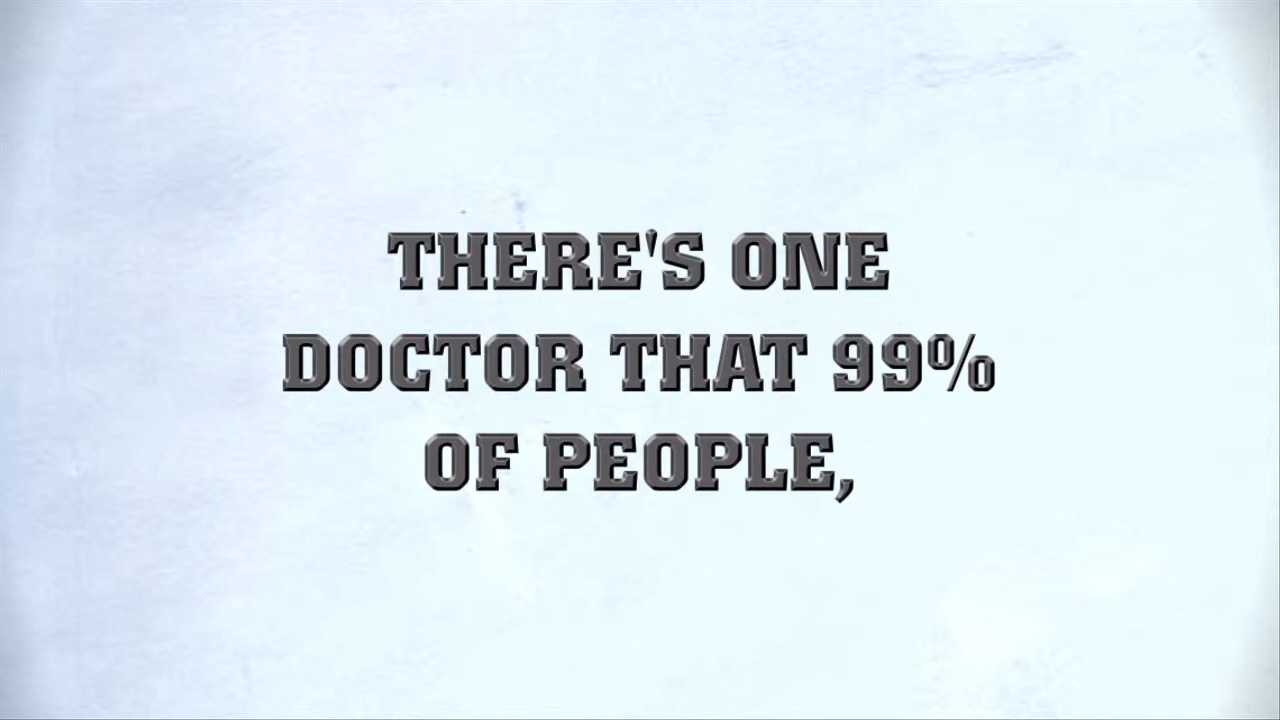 THERE'S ONE
DOCTOR THAT 99%
OF PEOPLE,